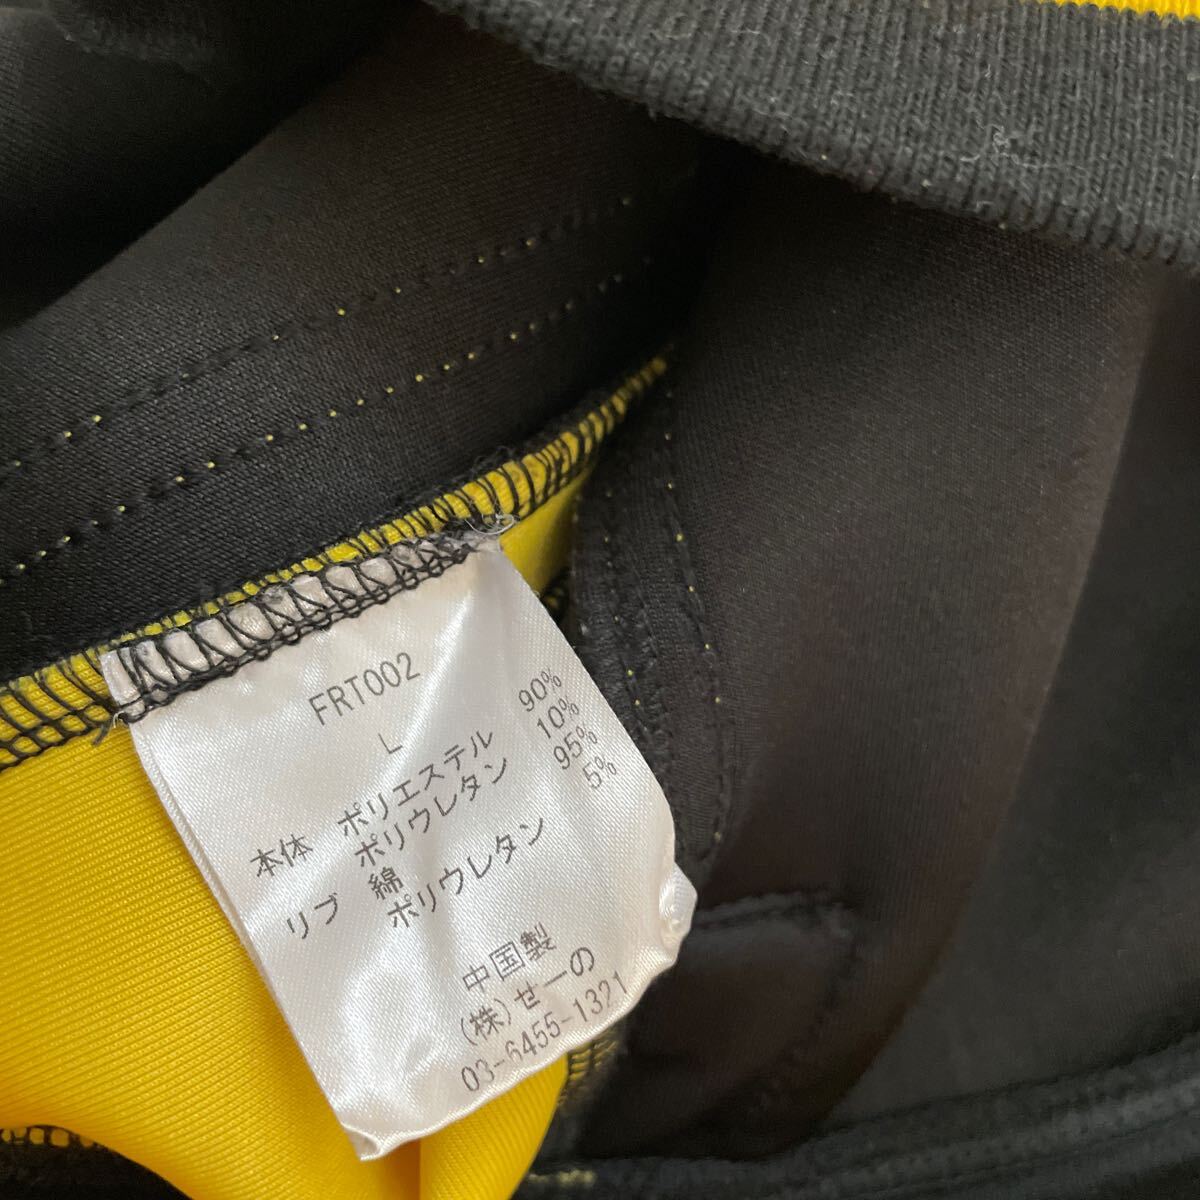 FRT002
L
本体 ポリエステル 90%
ポリウレタン 10%
リブ 綿 95%
ポリウレタン 5%
中国製
(株)せーの
03-6455-1321